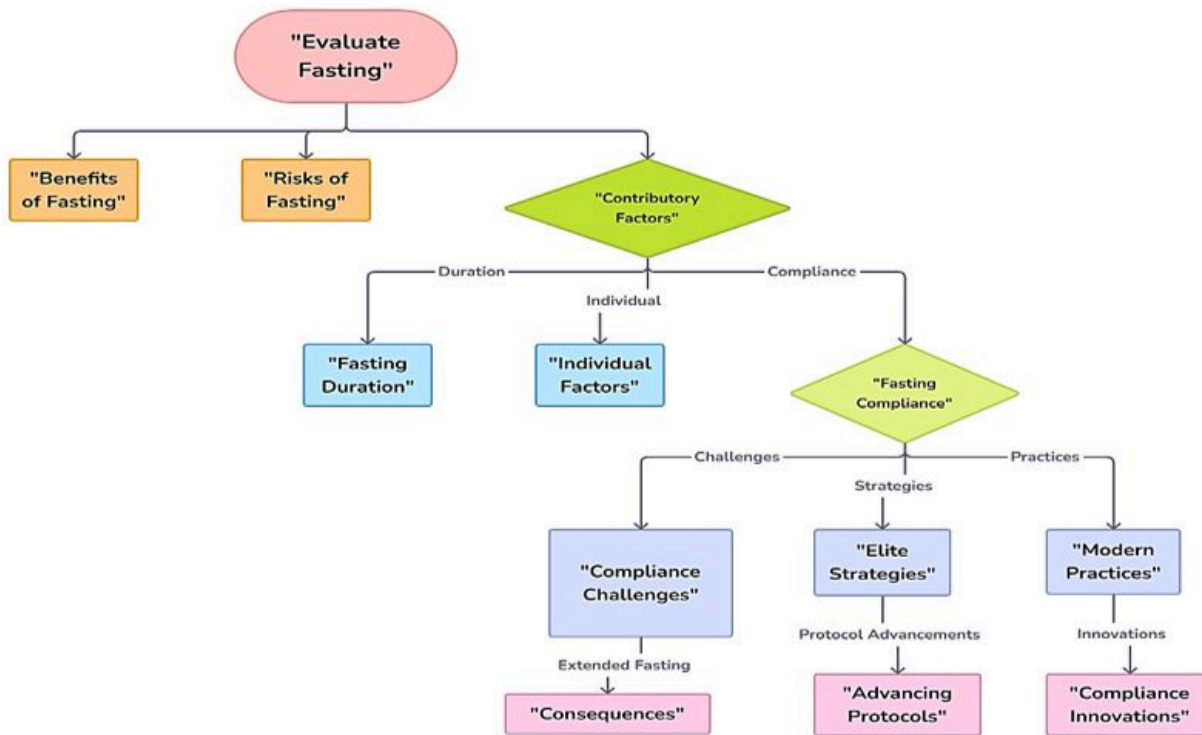 "Evaluate
Fasting"
"Benefits
of Fasting"
"Risks of
Fasting"
"Contributory
Factors"
Duration
Compliance
Individual
"Fasting
Duration"
"Individual
Factors"
"Fasting
Compliance"
Challenges
Practices
Strategies
"Compliance
Challenges"
"Elite
Strategies"
"Modern
Practices"
Extended Fasting
Protocol Advancements
Innovations
"Consequences"
"Advancing
Protocols"
"Compliance
Innovations"